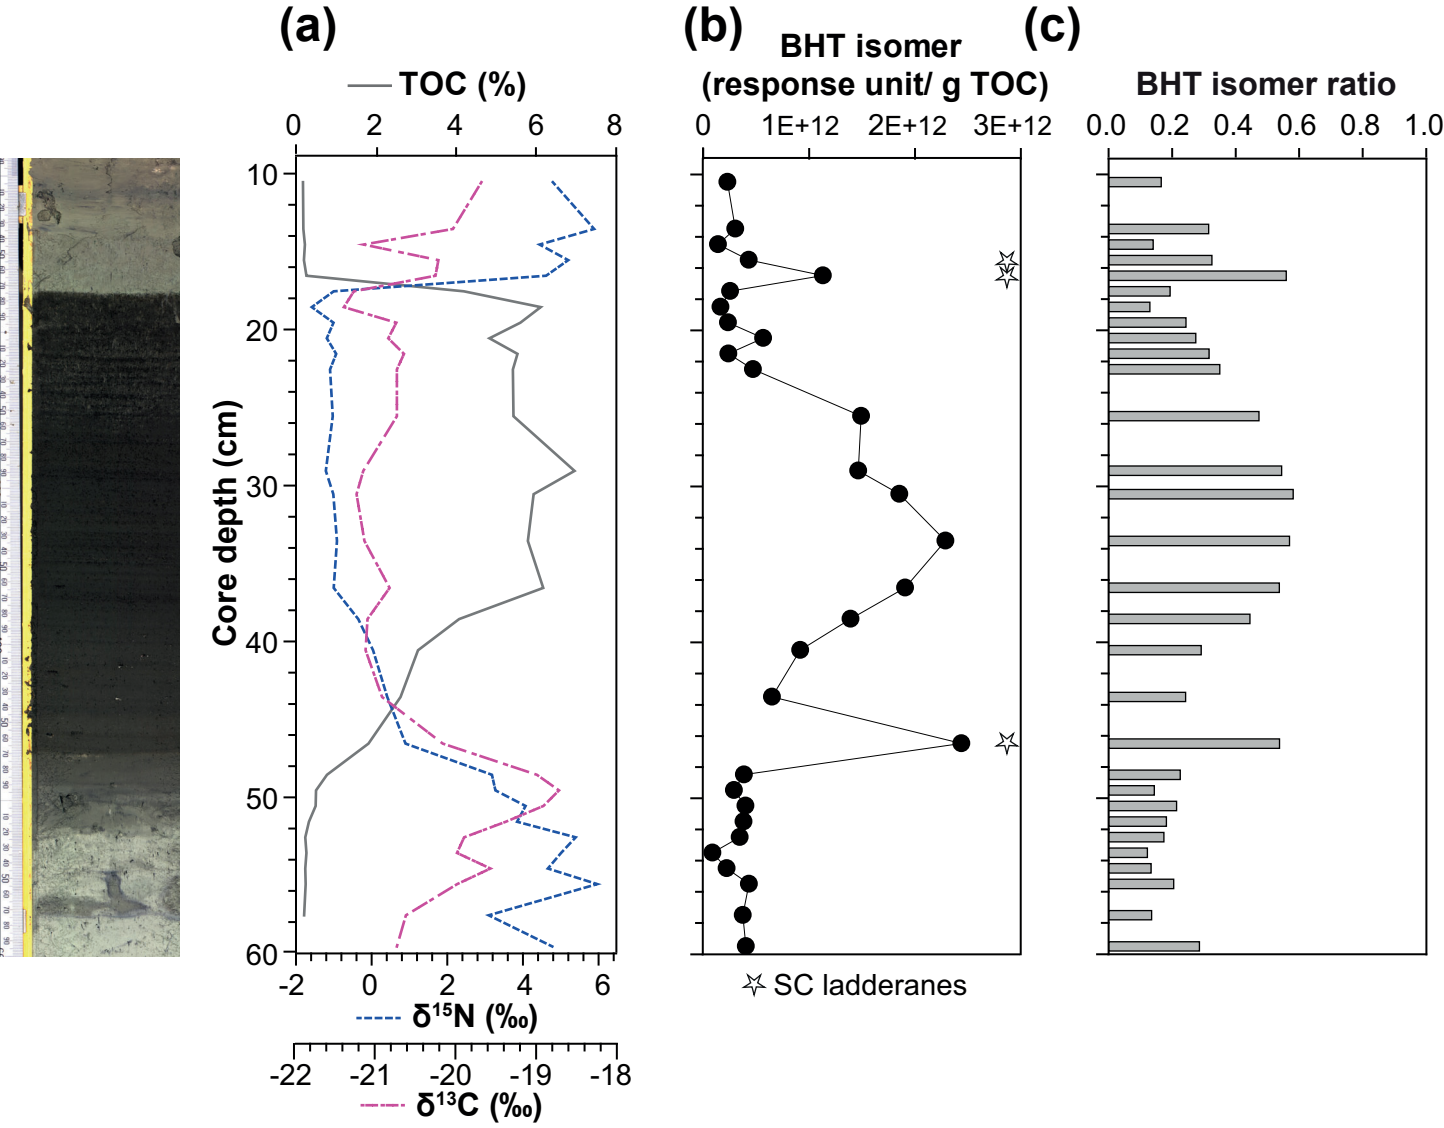 (a)
(b)
(c)
TOC (%)
BHT isomer
(response unit/ g TOC)
BHT isomer ratio
0 2 4 6 8
0 1E+12 2E+12 3E+12
0.0 0.2 0.4 0.6 0.8 1.0
Core depth (cm)
10
20
30
40
50
60
-2 0 2 4 6
δ15N (‰)
-22 -21 -20 -19 -18
δ13C (‰)
SC ladderanes